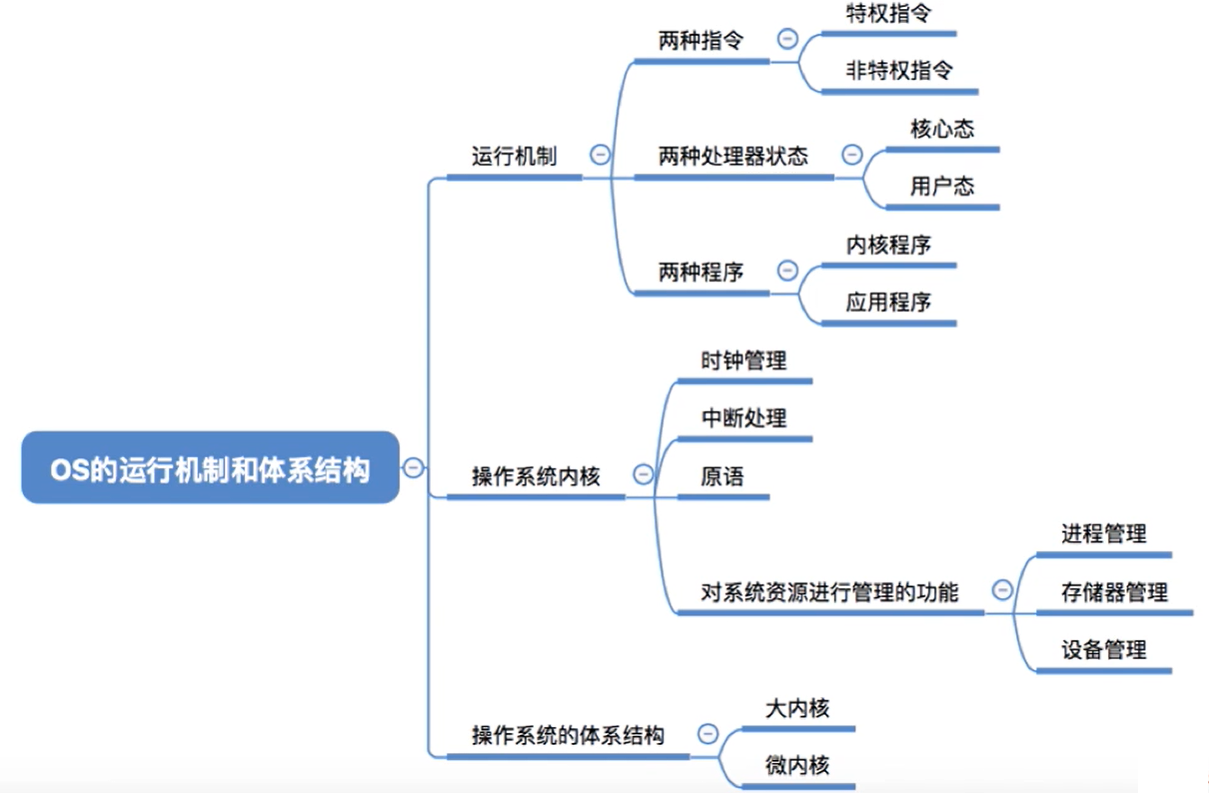 OS的运行机制和体系结构
运行机制
两种指令
特权指令
非特权指令
两种处理器状态
核心态
用户态
两种程序
内核程序
应用程序
操作系统内核
时钟管理
中断处理
原语
对系统资源进行管理的功能
进程管理
存储器管理
设备管理
操作系统的体系结构
大内核
微内核